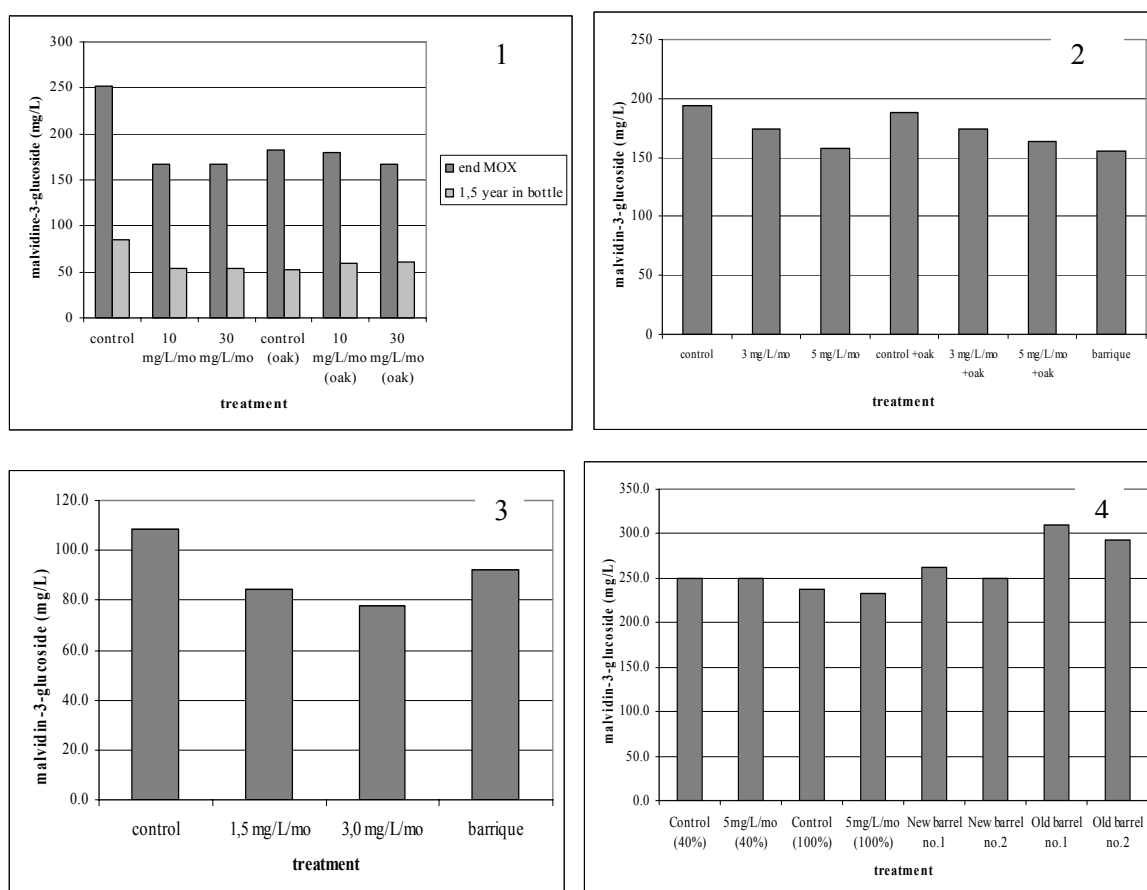 1
malvidine-3-glucoside (mg/L)
300
250
200
150
100
50
0
control
10
mg/L/mo
30
mg/L/mo
control
(oak)
10
mg/L/mo
(oak)
30
mg/L/mo
(oak)
treatment
end MOX
1,5 year in bottle
2
malvidin-3-glucoside (mg/L)
250
200
150
100
50
0
control
3 mg/L/mo
5 mg/L/mo
control +oak
3 mg/L/mo
+oak
5 mg/L/mo
+oak
barrique
treatment
3
malvidin-3-glucoside (mg/L)
120.0
100.0
80.0
60.0
40.0
20.0
0.0
control
1,5 mg/L/mo
3,0 mg/L/mo
barrique
treatment
4
malvidin-3-glucoside (mg/L)
350.0
300.0
250.0
200.0
150.0
100.0
50.0
0.0
Control
(40%)
5mg/L/mo
(40%)
Control
(100%)
5mg/L/mo
(100%)
New barrel
no.1
New barrel
no.2
Old barrel
no.1
Old barrel
no.2
treatment